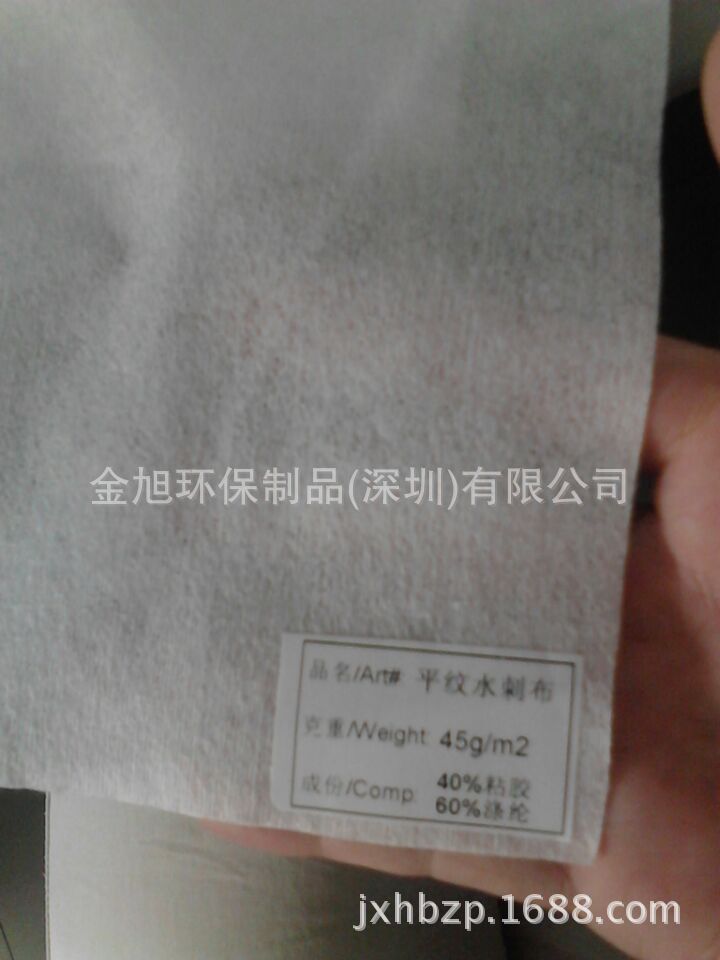 金旭环保制品(深圳)有限公司
品名/Art# 平纹水刺布
克重/Weight: 45g/m2
成份/Comp: 40%粘胶
60%涤纶
jxhbzp.1688.com